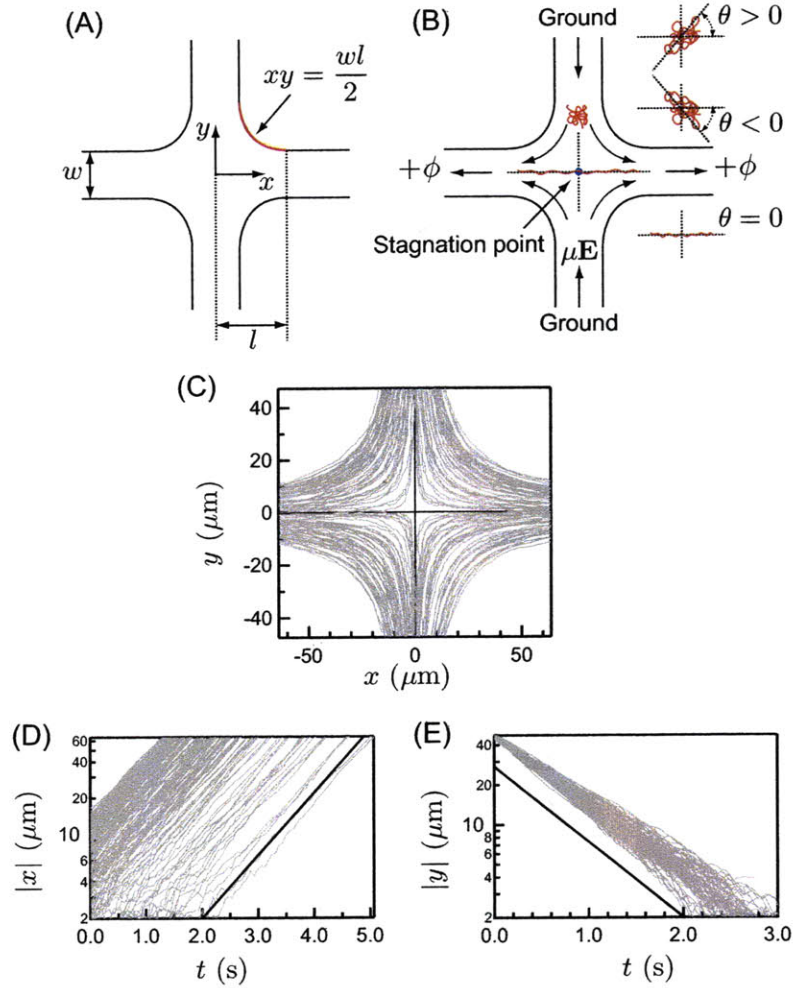 (A)
xy = wl/2
y
x
w
l
(B)
Ground
θ > 0
θ < 0
+ϕ
+ϕ
Stagnation point
μE
θ = 0
Ground
(C)
40
20
0
-20
-40
y (μm)
-50
0
50
x (μm)
(D)
60
40
20
10
8
6
4
2
|x| (μm)
0.0
1.0
2.0
3.0
4.0
5.0
t (s)
(E)
40
20
10
8
6
4
2
|y| (μm)
0.0
1.0
2.0
3.0
t (s)